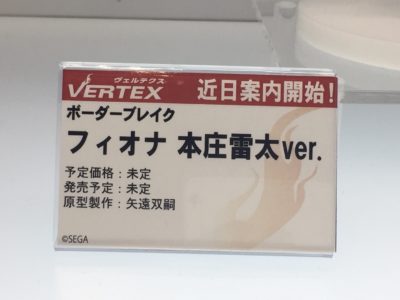 ヴェルテクス
VERTEX 近日案内開始!
ボーダーブレイク
フィオナ 本庄雷太ver.
予定価格:未定
発売予定:未定
原型製作:矢遠双嗣
©SEGA